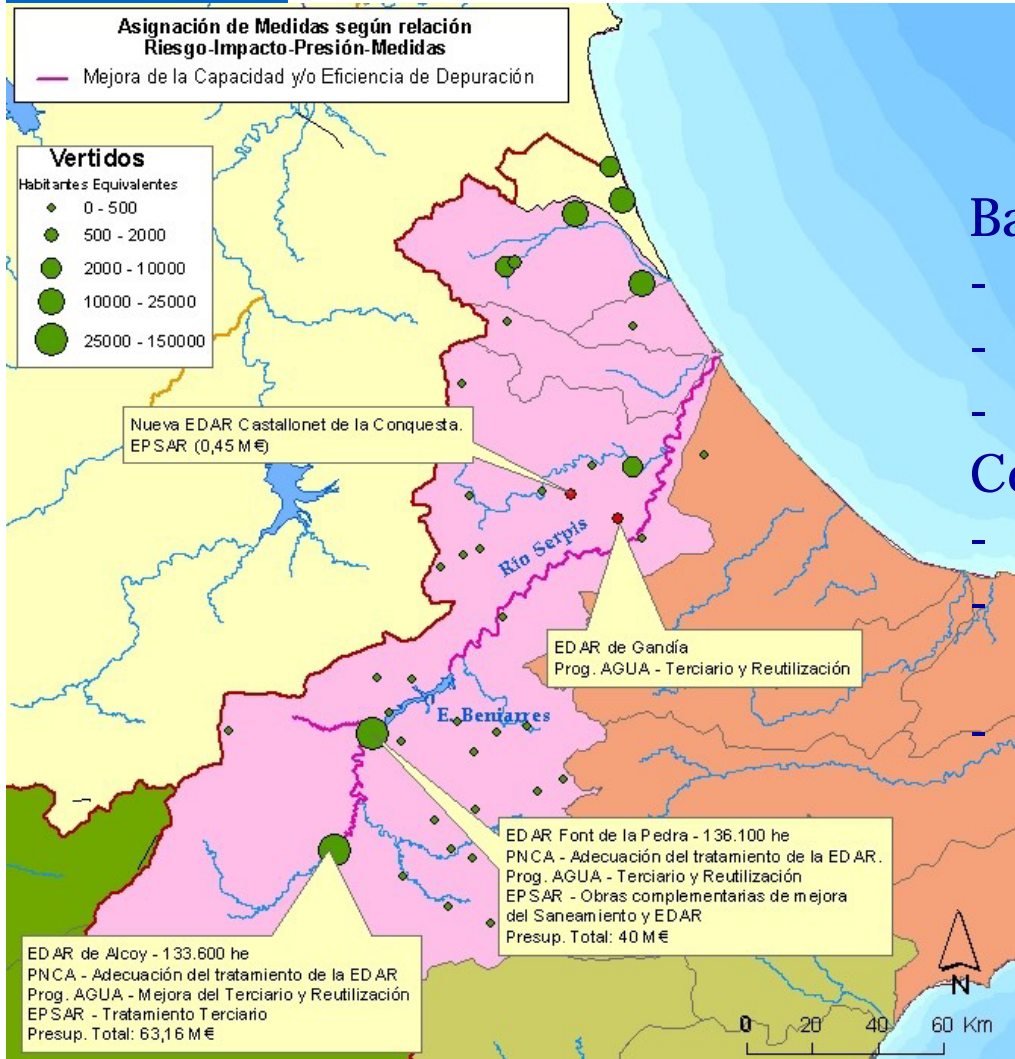 Asignación de Medidas según relación
Riesgo-Impacto-Presión-Medidas
Mejora de la Capacidad y/o Eficiencia de Depuración
Vertidos
Habitantes Equivalentes
0 - 500
500 - 2000
2000 - 10000
10000 - 25000
25000 - 150000
Ba
-
-
-
Co
-
-
-
Nueva EDAR Castallonet de la Conquesta.
EPSAR (0,45 M€)
Río Serpis
EDAR de Gandía
Prog. AGUA - Terciario y Reutilización
E. Beniarres
EDAR Font de la Pedra - 136.100 he
PNCA - Adecuación del tratamiento de la EDAR.
Prog. AGUA - Terciario y Reutilización
EPSAR - Obras complementarias de mejora
del Saneamiento y EDAR
Presup. Total: 40 M€
EDAR de Alcoy - 133.600 he
PNCA - Adecuación del tratamiento de la EDAR
Prog. AGUA - Mejora del Terciario y Reutilización
EPSAR - Tratamiento Terciario
Presup. Total: 63,16 M€
N
0 20 40 60 Km